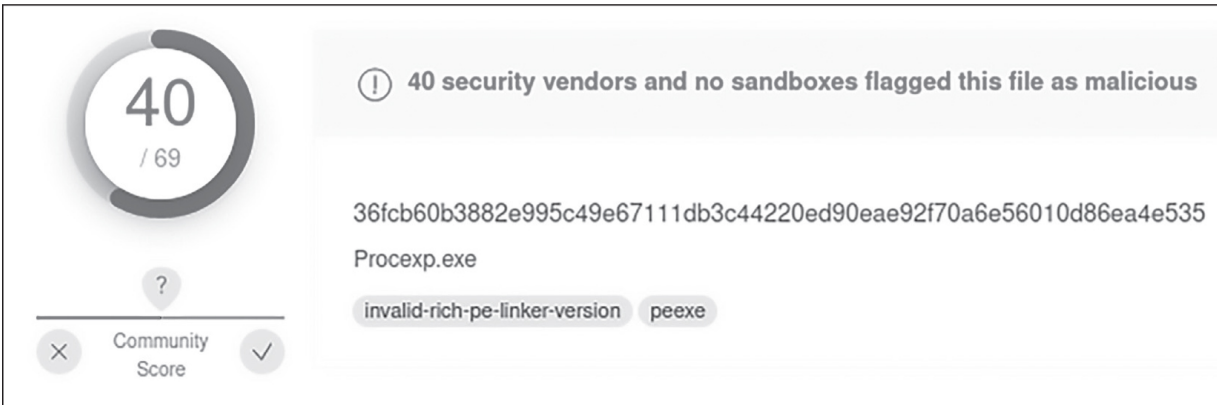 40
/ 69
?
Community
Score
40 security vendors and no sandboxes flagged this file as malicious
36fcb60b3882e995c49e67111db3c44220ed90eae92f70a6e56010d86ea4e535
Procexp.exe
invalid-rich-pe-linker-version peexe